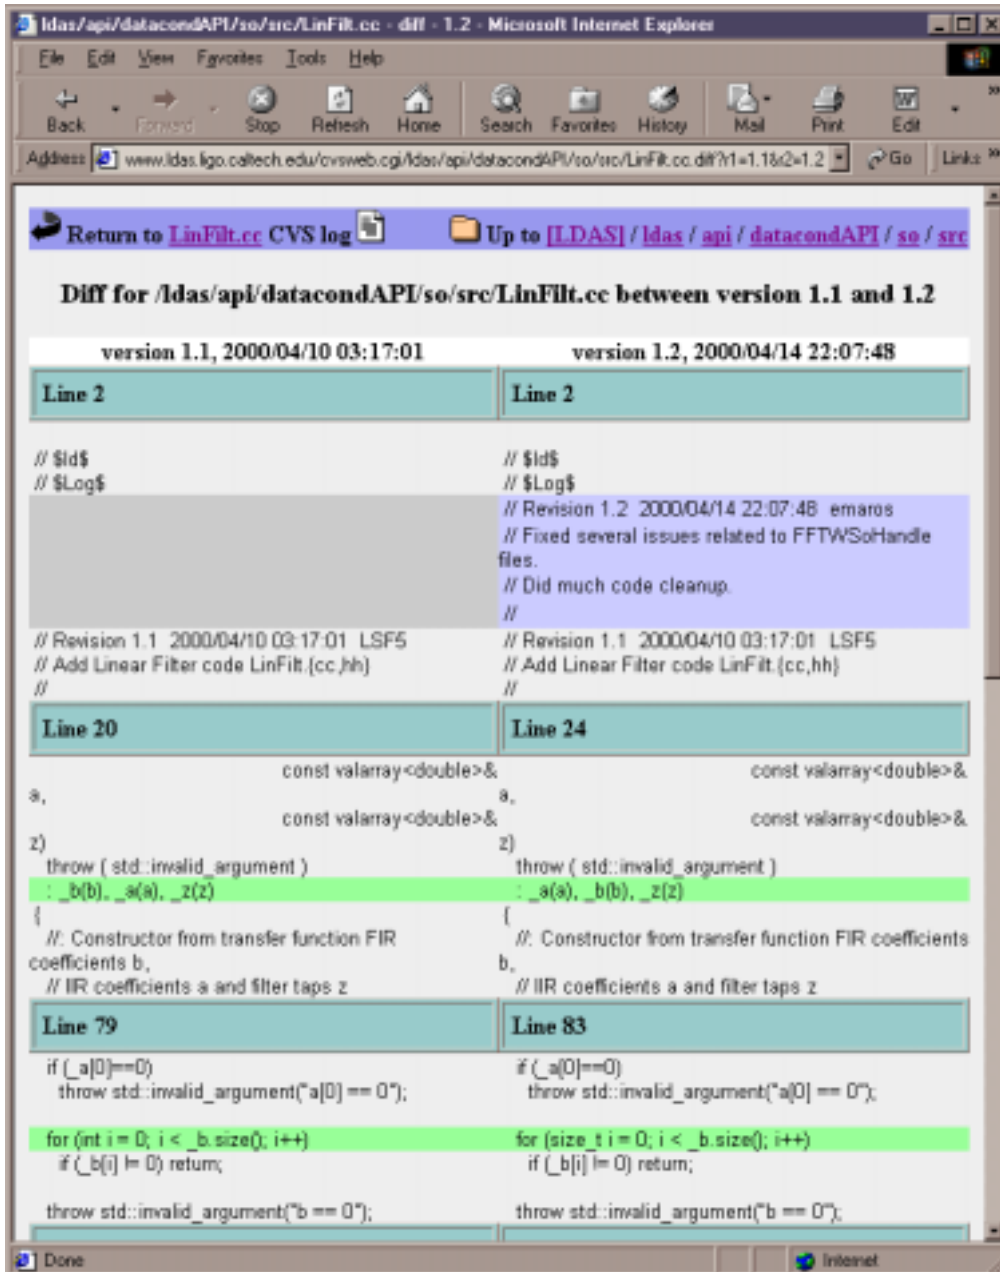 ldas/api/datacondAPI/so/src/LinFilt.cc - diff - 1.2 - Microsoft Internet Explorer
File Edit View Favorites Tools Help
Back Forward Stop Refresh Home Search Favorites History Mail Print Edit
Address www.ldas.ligo.caltech.edu/cvsweb.cgi/ldas/api/datacondAPI/so/src/LinFilt.cc.diff?r1=1.1&r2=1.2 Go Links
Return to LinFilt.cc CVS log Up to [LDAS] / ldas / api / datacondAPI / so / src
Diff for /ldas/api/datacondAPI/so/src/LinFilt.cc between version 1.1 and 1.2
version 1.1, 2000/04/10 03:17:01 version 1.2, 2000/04/14 22:07:48
Line 2 Line 2
// $Id$ // $Id$
// $Log$ // $Log$
// Revision 1.2 2000/04/14 22:07:48 emaros
// Fixed several issues related to FFTWSoHandle
files.
// Did much code cleanup.
//
// Revision 1.1 2000/04/10 03:17:01 LSF5 // Revision 1.1 2000/04/10 03:17:01 LSF5
// Add Linear Filter code LinFilt.{cc,hh} // Add Linear Filter code LinFilt.{cc,hh}
// //
Line 20 Line 24
const valarray<double>& const valarray<double>&
a, a,
const valarray<double>& const valarray<double>&
z) z)
throw ( std::invalid_argument ) throw ( std::invalid_argument )
: _b(b), _a(a), _z(z) : _a(a), _b(b), _z(z)
{ {
//: Constructor from transfer function FIR //: Constructor from transfer function FIR coefficients
coefficients b, b,
// IIR coefficients a and filter taps z // IIR coefficients a and filter taps z
Line 79 Line 83
if (_a[0]==0) if (_a[0]==0)
throw std::invalid_argument("a[0] == 0"); throw std::invalid_argument("a[0] == 0");
for (int i = 0; i < _b.size(); i++) for (size_t i = 0; i < _b.size(); i++)
if (_b[i] != 0) return; if (_b[i] != 0) return;
throw std::invalid_argument("b == 0"); throw std::invalid_argument("b == 0");
Done Internet